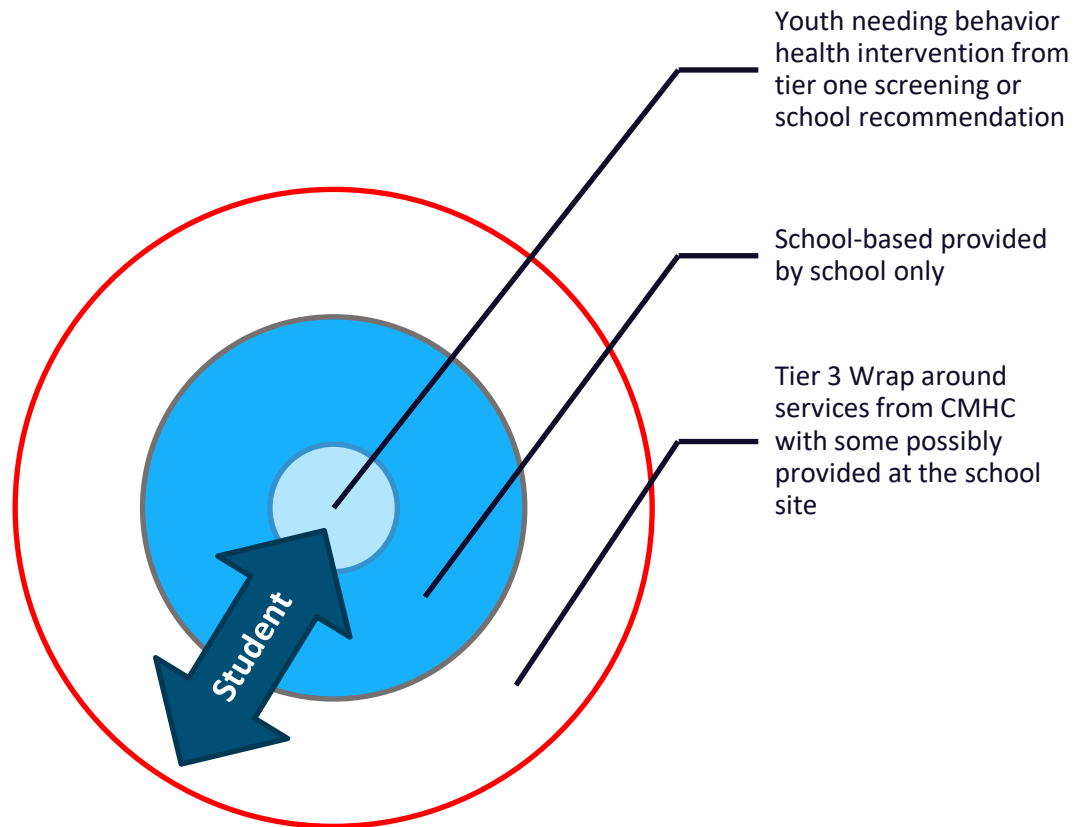 Youth needing behavior
health intervention from
tier one screening or
school recommendation
School-based provided
by school only
Tier 3 Wrap around
services from CMHC
with some possibly
provided at the school
site
Student